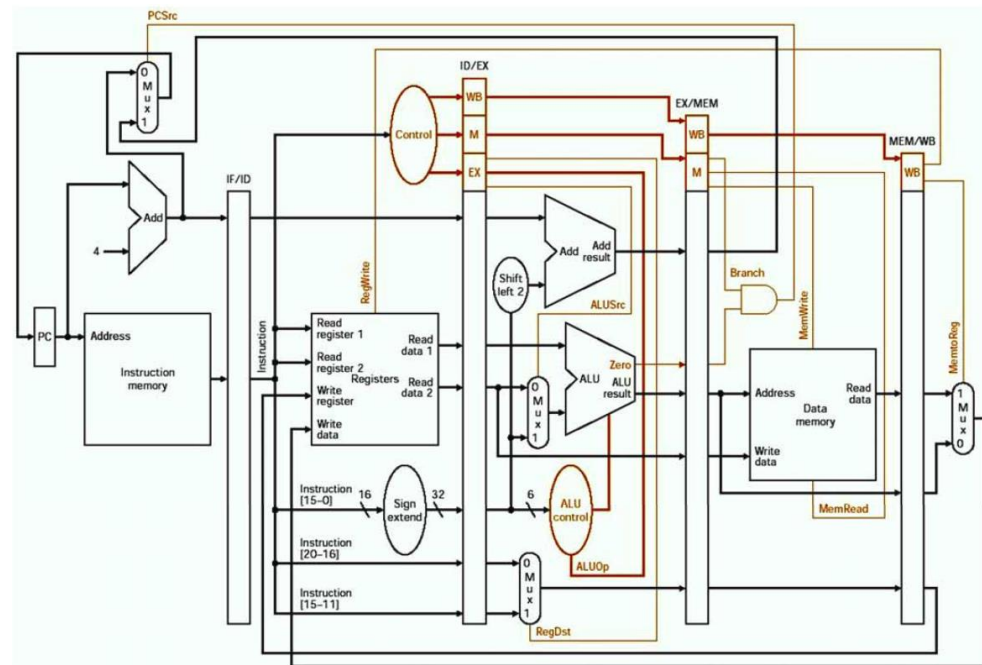 PCSrc
ID/EX
EX/MEM
MEM/WB
IF/ID
0
M
u
x
1
Control
WB
M
EX
WB
M
WB
Add
4
Add
Add
result
Shift
left 2
Branch
RegWrite
ALUSrc
MemWrite
MemtoReg
PC
Address
Instruction
memory
Instruction
Read
register 1
Read
register 2
Write
register
Write
data
Registers
Read
data 1
Read
data 2
0
M
u
x
1
Zero
ALU
ALU
result
Address
Write
data
Data
memory
Read
data
1
M
u
x
0
MemRead
Instruction
[15–0]
16
Sign
extend
32
6
ALU
control
ALUOp
Instruction
[20–16]
Instruction
[15–11]
0
M
u
x
1
RegDst